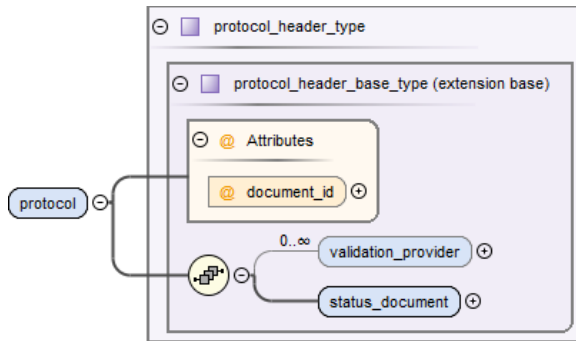 protocol_header_type
protocol_header_base_type (extension base)
@ Attributes
@ document_id
protocol
0..∞
validation_provider
status_document